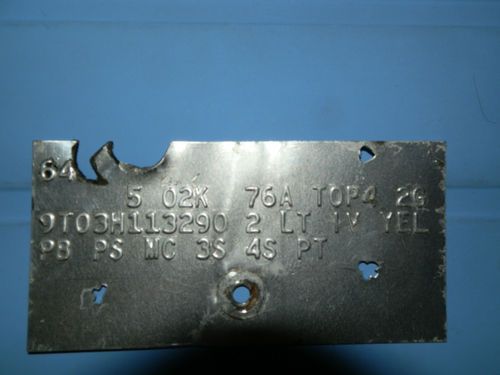 64
5 02K 76A TOP4 2G
9T03H113290 2 LT IV YEL
PB PS MC 3S 4S PT